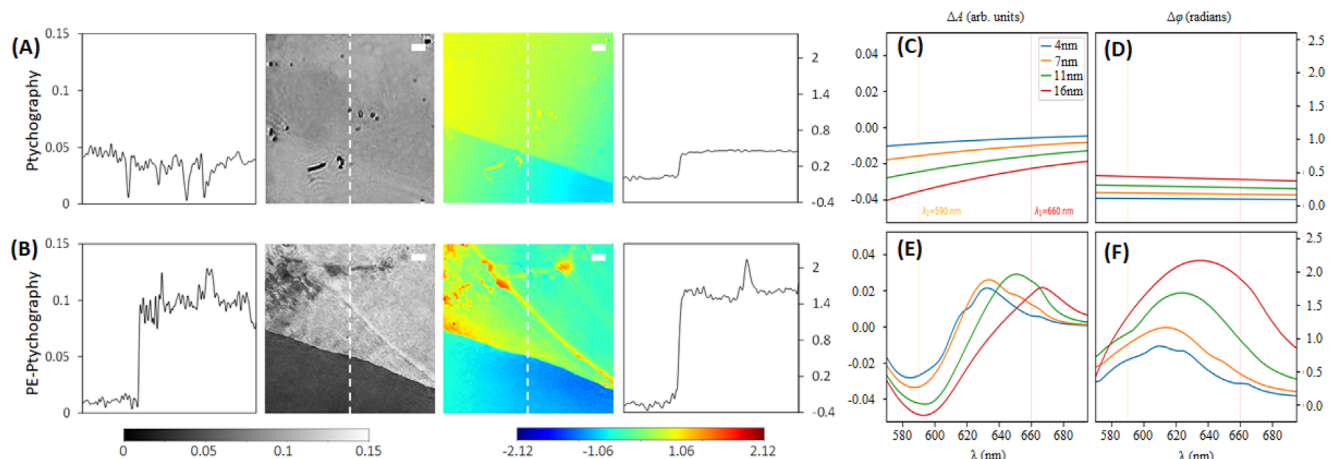 (A)
Ptychography
0.15
0.1
0.05
0
2
1.4
0.8
0.2
-0.4
(B)
PE-Ptychography
0.15
0.1
0.05
0
2
1.4
0.8
0.2
-0.4
0 0.05 0.1 0.15
-2.12 -1.06 1.06 2.12
ΔA (arb. units)
Δφ (radians)
(C)
0.04
0.02
0.00
-0.02
-0.04
4nm
7nm
11nm
16nm
λ₂=590 nm
λ₁=660 nm
(D)
2.5
2.0
1.5
1.0
0.5
0.0
(E)
0.04
0.02
0.00
-0.02
-0.04
580 600 620 640 660 680
λ (nm)
(F)
2.5
2.0
1.5
1.0
0.5
0.0
580 600 620 640 660 680
λ (nm)